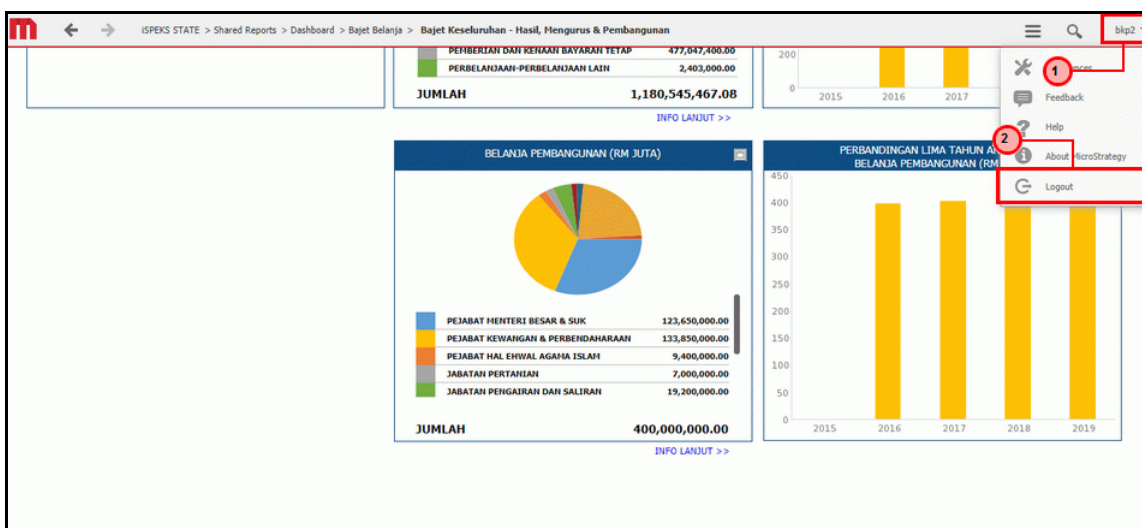 iSPEKS STATE > Shared Reports > Dashboard > Bajet Belanja > Bajet Keseluruhan - Hasil, Mengurus & Pembangunan
bkp2
PEMBERIAN DAN KENAAN BAYARAN TETAP 477,047,400.00
PERBELANJAAN-PERBELANJAAN LAIN 2,403,000.00
JUMLAH 1,180,545,467.08
INFO LANJUT >>
200
0
2015 2016 2017
1
Feedback
Help
2
About MicroStrategy
Logout
BELANJA PEMBANGUNAN (RM JUTA)
PEJABAT MENTERI BESAR & SUK 123,650,000.00
PEJABAT KEWANGAN & PERBENDAHARAAN 133,850,000.00
PEJABAT HAL EHWAL AGAMA ISLAM 9,400,000.00
JABATAN PERTANIAN 7,000,000.00
JABATAN PENGAIRAN DAN SALIRAN 19,200,000.00
JUMLAH 400,000,000.00
INFO LANJUT >>
PERBANDINGAN LIMA TAHUN
BELANJA PEMBANGUNAN (RM
450
400
350
300
250
200
150
100
50
0
2015 2016 2017 2018 2019